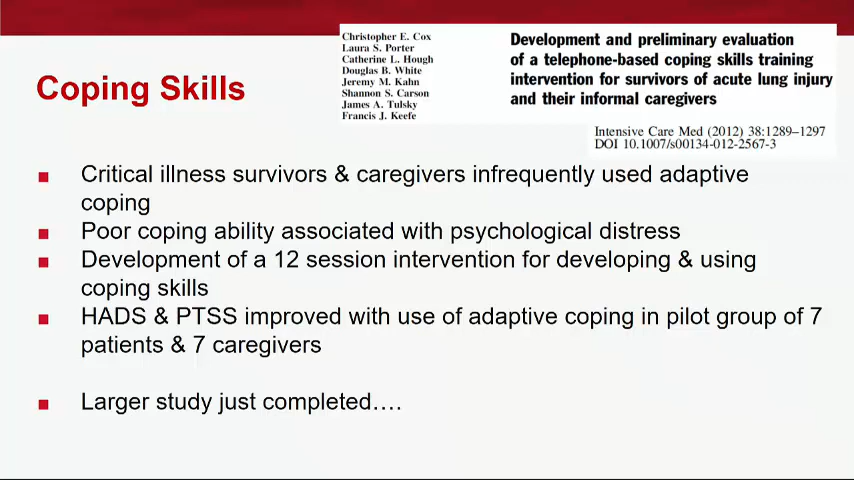 Christopher E. Cox
Laura S. Porter
Catherine L. Hough
Douglas B. White
Jeremy M. Kahn
Shannon S. Carson
James A. Tulsky
Francis J. Keefe
Development and preliminary evaluation
of a telephone-based coping skills training
intervention for survivors of acute lung injury
and their informal caregivers
Intensive Care Med (2012) 38:1289–1297
DOI 10.1007/s00134-012-2567-3
Coping Skills
Critical illness survivors & caregivers infrequently used adaptive
coping
Poor coping ability associated with psychological distress
Development of a 12 session intervention for developing & using
coping skills
HADS & PTSS improved with use of adaptive coping in pilot group of 7
patients & 7 caregivers
Larger study just completed….